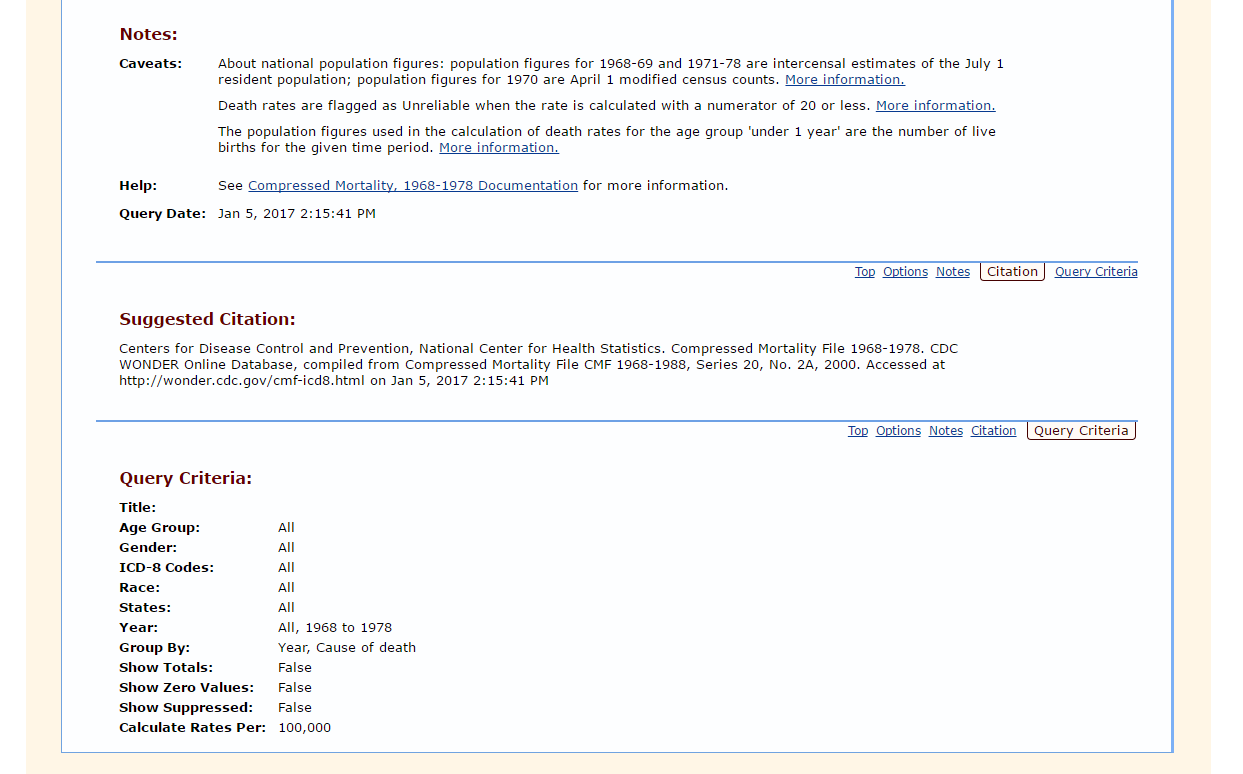 Notes:
Caveats: About national population figures: population figures for 1968-69 and 1971-78 are intercensal estimates of the July 1
resident population; population figures for 1970 are April 1 modified census counts. More information.
Death rates are flagged as Unreliable when the rate is calculated with a numerator of 20 or less. More information.
The population figures used in the calculation of death rates for the age group 'under 1 year' are the number of live
births for the given time period. More information.
Help: See Compressed Mortality, 1968-1978 Documentation for more information.
Query Date: Jan 5, 2017 2:15:41 PM
Top Options Notes Citation Query Criteria
Suggested Citation:
Centers for Disease Control and Prevention, National Center for Health Statistics. Compressed Mortality File 1968-1978. CDC
WONDER Online Database, compiled from Compressed Mortality File CMF 1968-1988, Series 20, No. 2A, 2000. Accessed at
http://wonder.cdc.gov/cmf-icd8.html on Jan 5, 2017 2:15:41 PM
Top Options Notes Citation Query Criteria
Query Criteria:
Title:
Age Group: All
Gender: All
ICD-8 Codes: All
Race: All
States: All
Year: All, 1968 to 1978
Group By: Year, Cause of death
Show Totals: False
Show Zero Values: False
Show Suppressed: False
Calculate Rates Per: 100,000